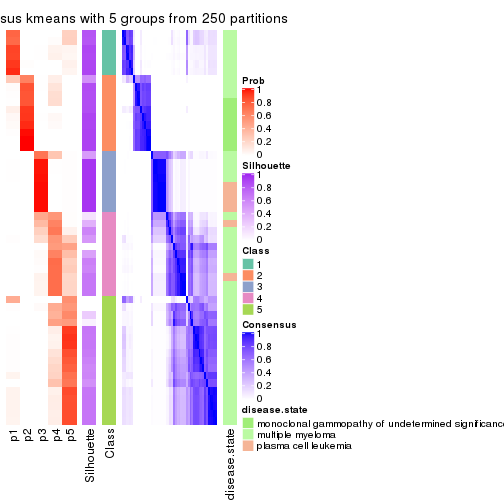 sus kmeans with 5 groups from 250 partitions
p1
p2
p3
p4
p5
Silhouette
Class
disease.state
Prob
1
0.8
0.6
0.4
0.2
0
Silhouette
1
0.8
0.6
0.4
0.2
0
Class
1
2
3
4
5
Consensus
1
0.8
0.6
0.4
0.2
0
disease.state
monoclonal gammopathy of undetermined significance
multiple myeloma
plasma cell leukemia